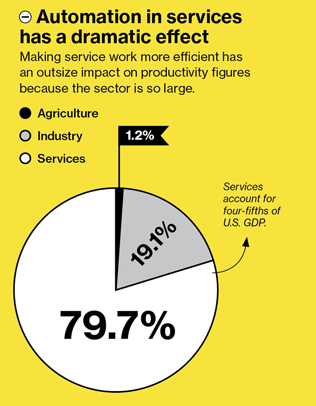 Automation in services
has a dramatic effect
Making service work more efficient has
an outsize impact on productivity figures
because the sector is so large.
Agriculture
Industry
Services
1.2%
19.1%
79.7%
Services
account for
four-fifths of
U.S. GDP.